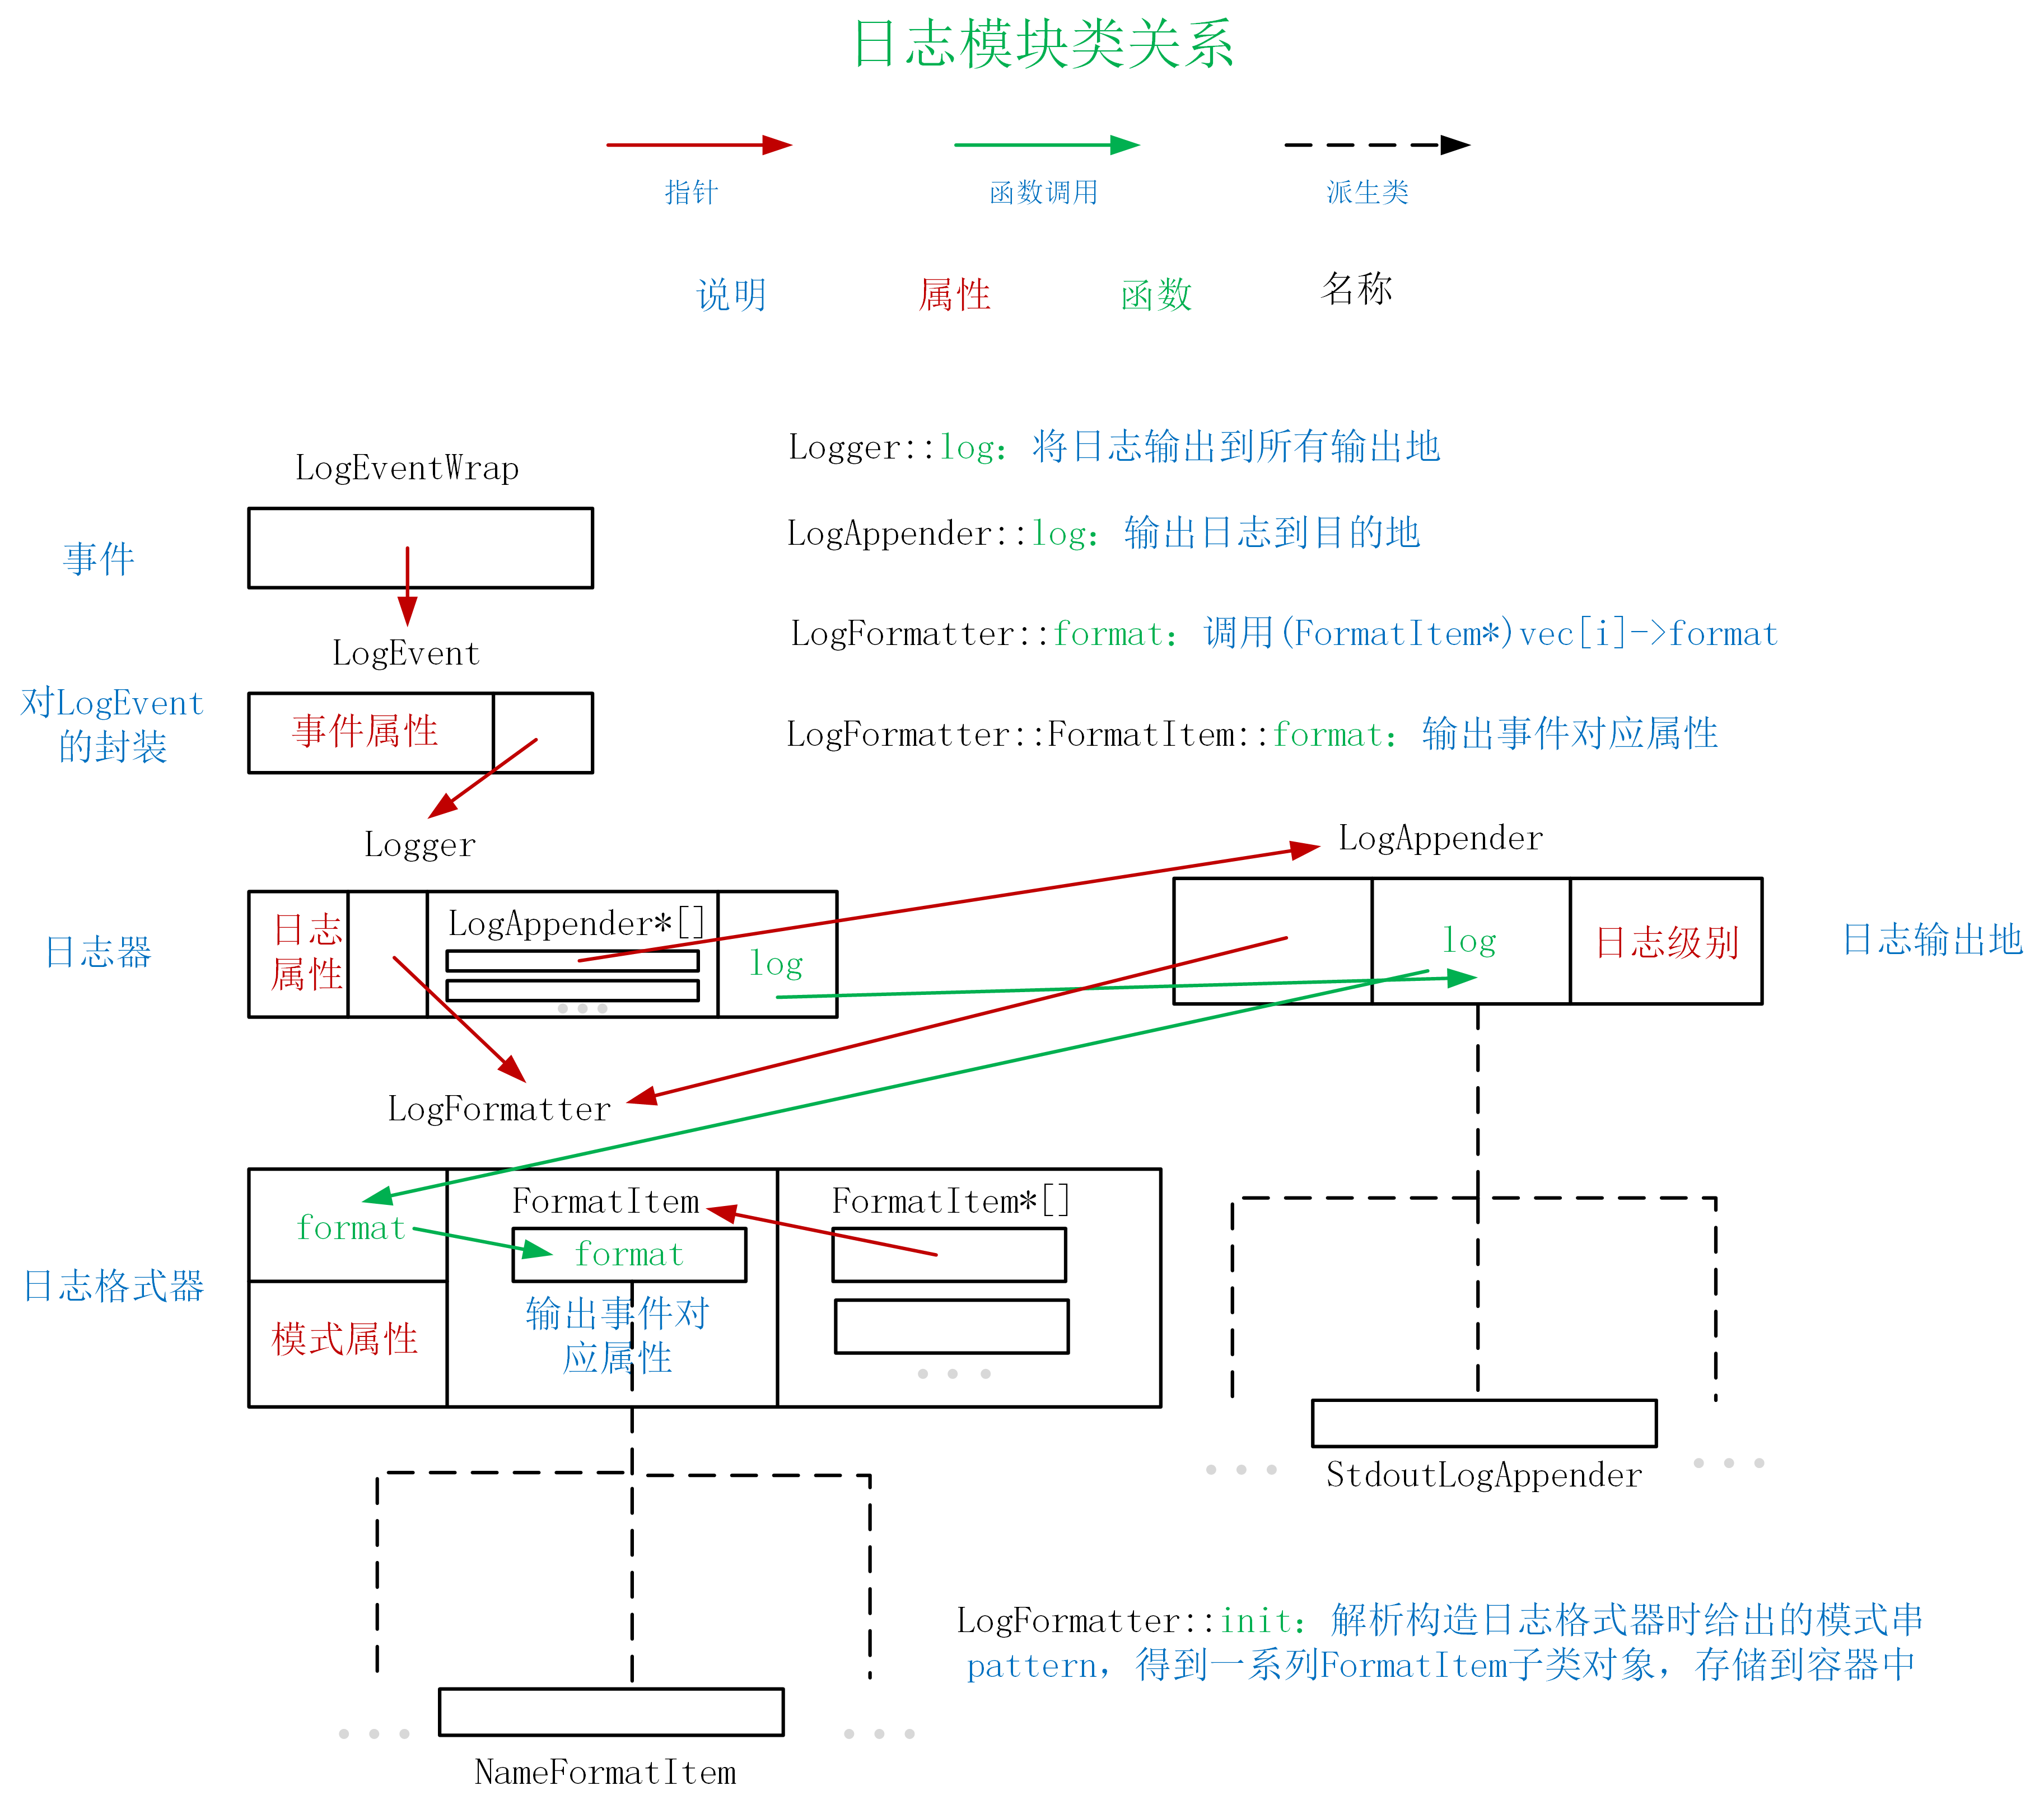 日志模块类关系
指针
函数调用
派生类
说明
属性
函数
名称
Logger::log：将日志输出到所有输出地
LogEventWrap
LogAppender::log：输出日志到目的地
事件
LogFormatter::format：调用(FormatItem*)vec[i]->format
LogEvent
对LogEvent
的封装
事件属性
LogFormatter::FormatItem::format：输出事件对应属性
Logger
LogAppender
日志器
日志
属性
LogAppender*[]
log
log
日志级别
日志输出地
LogFormatter
日志格式器
format
模式属性
FormatItem
format
输出事件对
应属性
FormatItem*[]
StdoutLogAppender
LogFormatter::init：解析构造日志格式器时给出的模式串
pattern，得到一系列FormatItem子类对象，存储到容器中
NameFormatItem